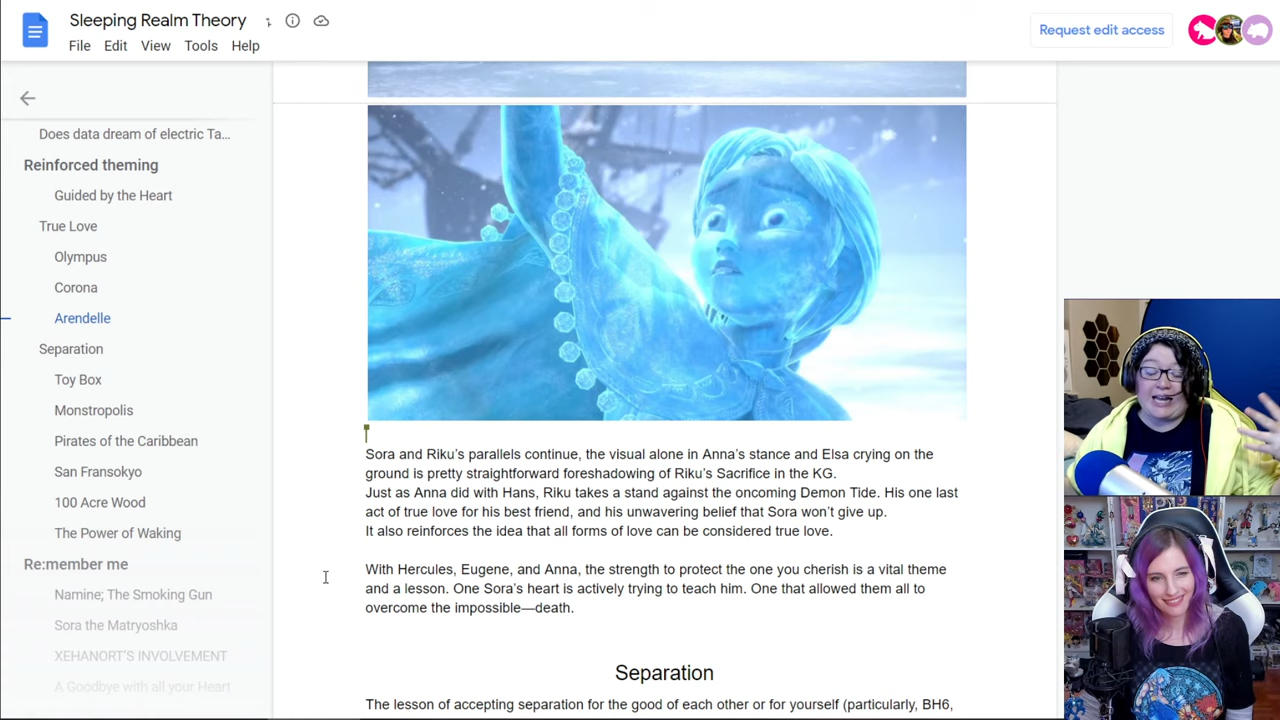 Sleeping Realm Theory
File Edit View Tools Help
Request edit access
Does data dream of electric Ta...
Reinforced theming
Guided by the Heart
True Love
Olympus
Corona
Arendelle
Separation
Toy Box
Monstropolis
Pirates of the Caribbean
San Fransokyo
100 Acre Wood
The Power of Waking
Re:member me
Namine; The Smoking Gun
Sora the Matryoshka
XEHANORT'S INVOLVEMENT
A Goodbye with all your Heart
Sora and Riku's parallels continue, the visual alone in Anna's stance and Elsa crying on the
ground is pretty straightforward foreshadowing of Riku's Sacrifice in the KG.
Just as Anna did with Hans, Riku takes a stand against the oncoming Demon Tide. His one last
act of true love for his best friend, and his unwavering belief that Sora won't give up.
It also reinforces the idea that all forms of love can be considered true love.
With Hercules, Eugene, and Anna, the strength to protect the one you cherish is a vital theme
and a lesson. One Sora's heart is actively trying to teach him. One that allowed them all to
overcome the impossible—death.
Separation
The lesson of accepting separation for the good of each other or for yourself (particularly, BH6,